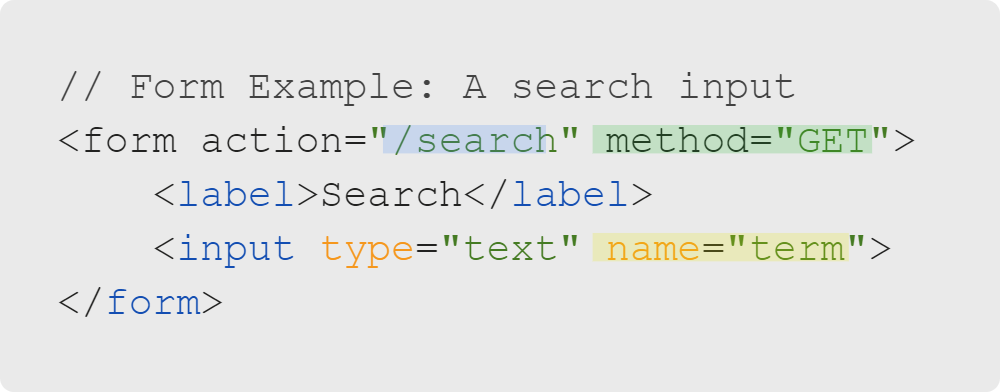 // Form Example: A search input
<form action="/search" method="GET">
<label>Search</label>
<input type="text" name="term">
</form>